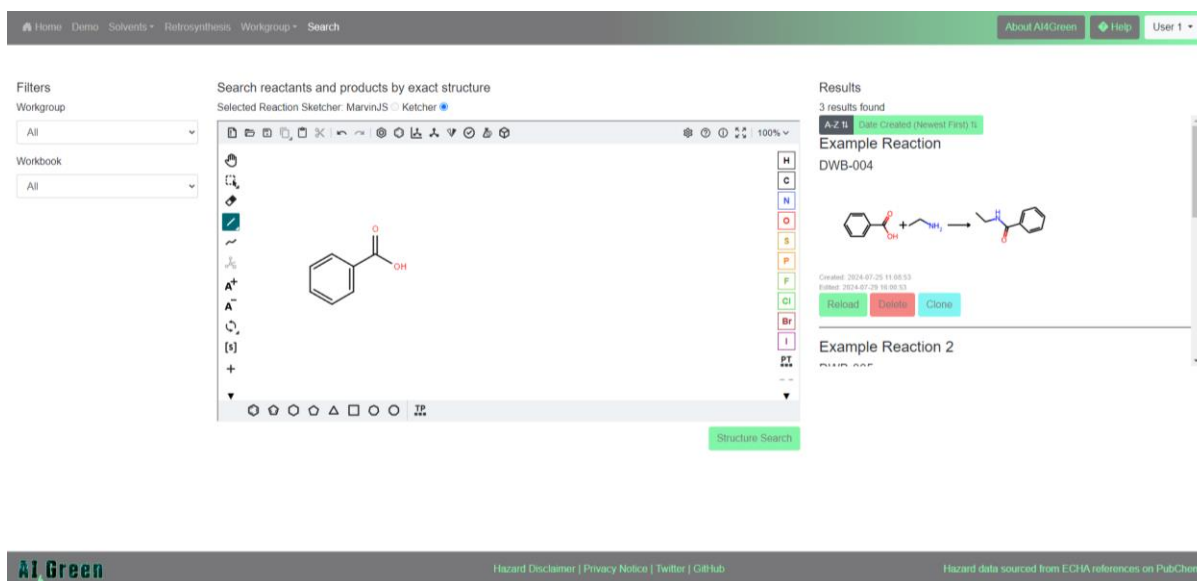 Home Demo Solvents Retrosynthesis Workgroup Search About AI4Green Help User 1
Filters
Workgroup
All
Workbook
All
Search reactants and products by exact structure
Selected Reaction Sketcher: MarvinJS Ketcher
100%
A+
A-
[s]
O
OH
H
C
N
O
S
P
F
Cl
Br
I
PT
TP
Structure Search
Results
3 results found
A-Z Date Created (Newest First)
Example Reaction
DWB-004
O
OH
+
NH2
H
N
O
Created: 2024-07-25 11:08:53
Edited: 2024-07-29 16:00:53
Reload Delete Clone
Example Reaction 2
DWB-005
AI Green Hazard Disclaimer | Privacy Notice | Twitter | GitHub Hazard data sourced from ECHA references on PubChem